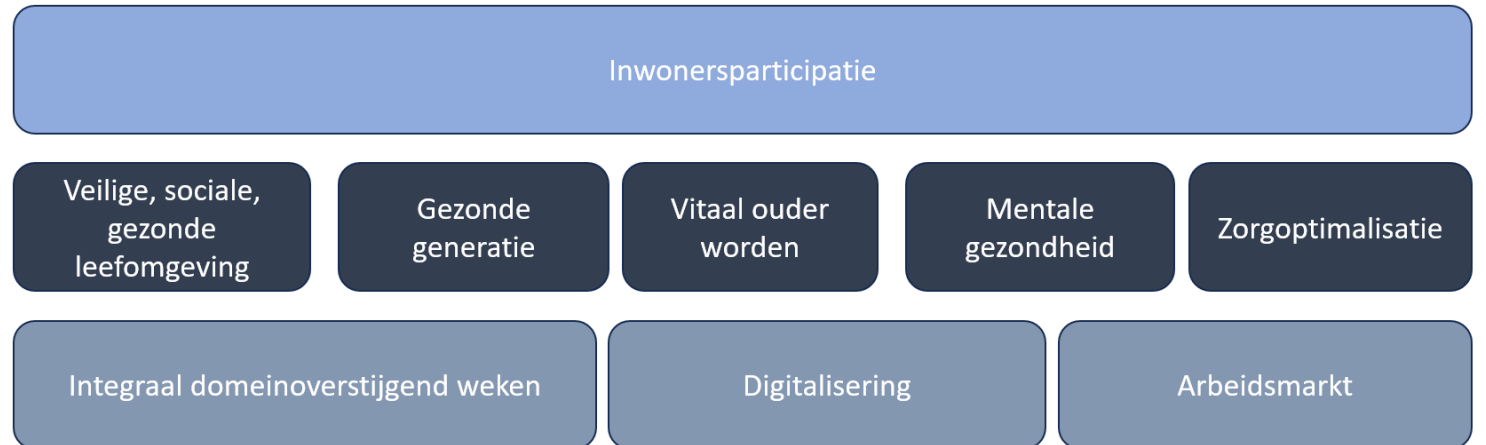 Inwonersparticipatie
Veilige, sociale,
gezonde
leefomgeving
Gezonde
generatie
Vitaal ouder
worden
Mentale
gezondheid
Zorgoptimalisatie
Integraal domeinoverstijgend weken
Digitalisering
Arbeidsmarkt